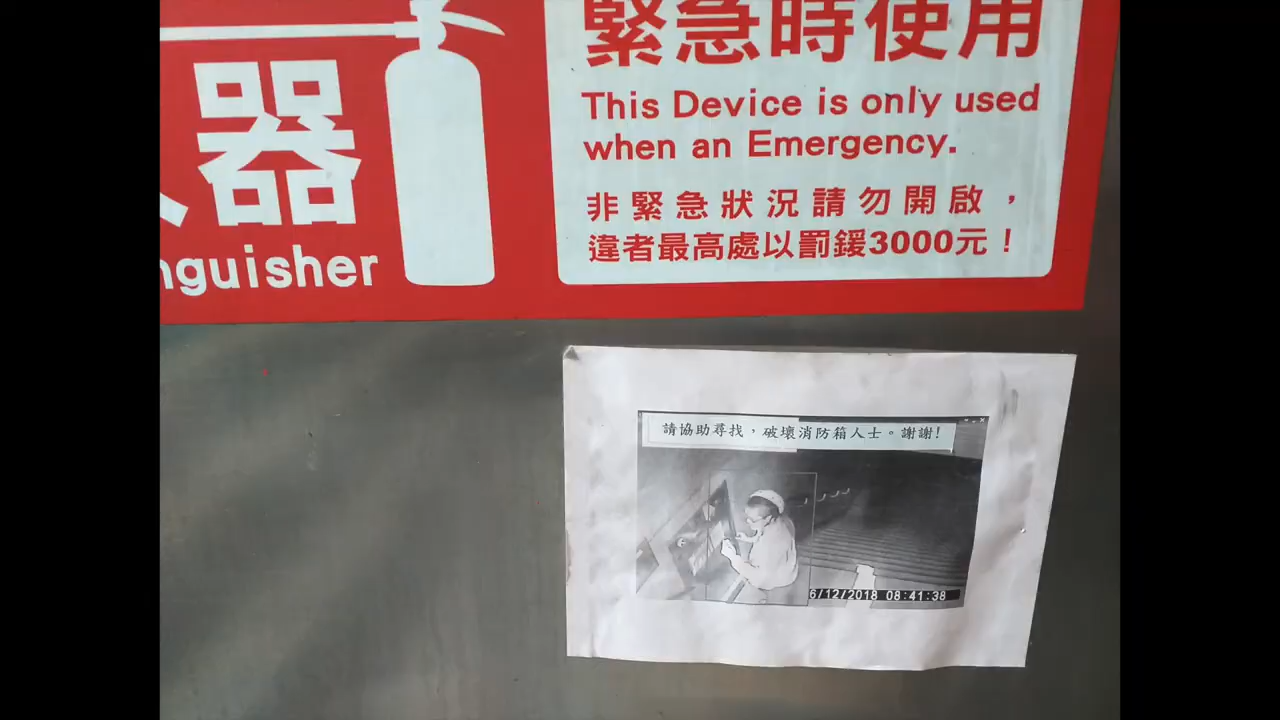 緊急時使用
This Device is only used
when an Emergency.
非緊急狀況請勿開啟，
違者最高處以罰鍰3000元！
器
nguisher
請協助尋找，破壞消防箱人士。謝謝!
6/12/2018 08:41:38